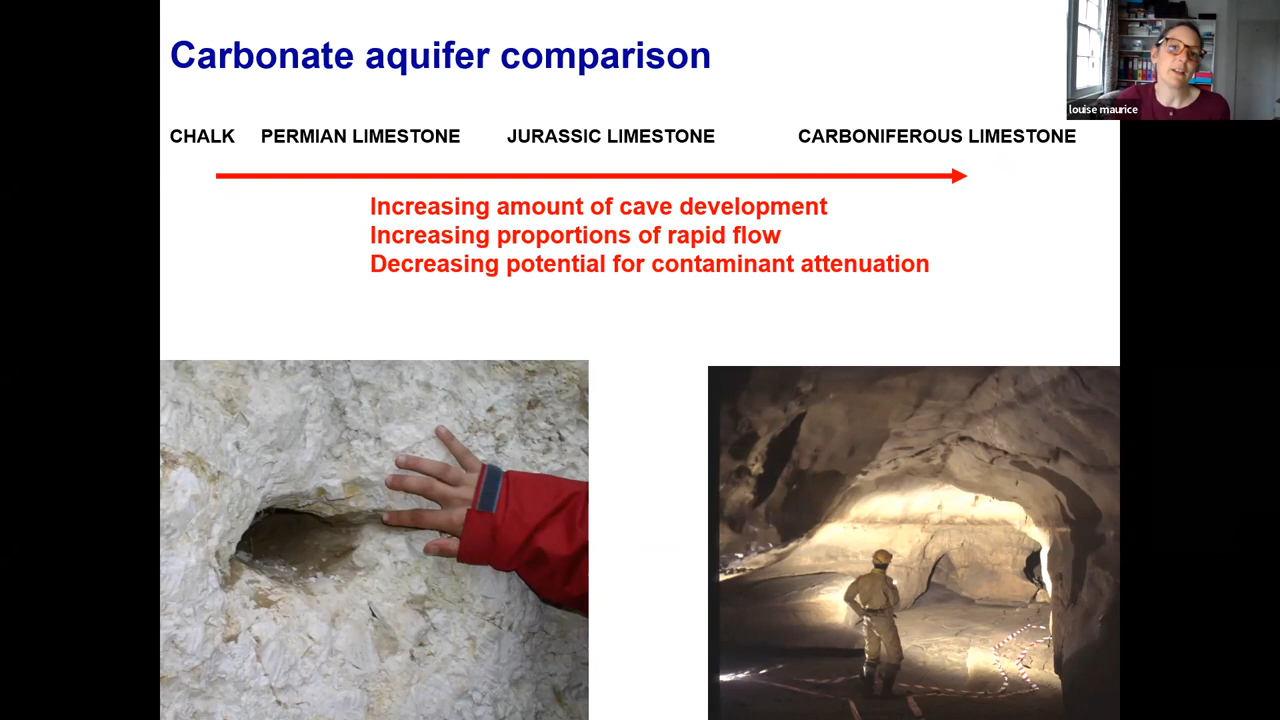 Carbonate aquifer comparison
louise maurice
CHALK PERMIAN LIMESTONE JURASSIC LIMESTONE CARBONIFEROUS LIMESTONE
Increasing amount of cave development
Increasing proportions of rapid flow
Decreasing potential for contaminant attenuation